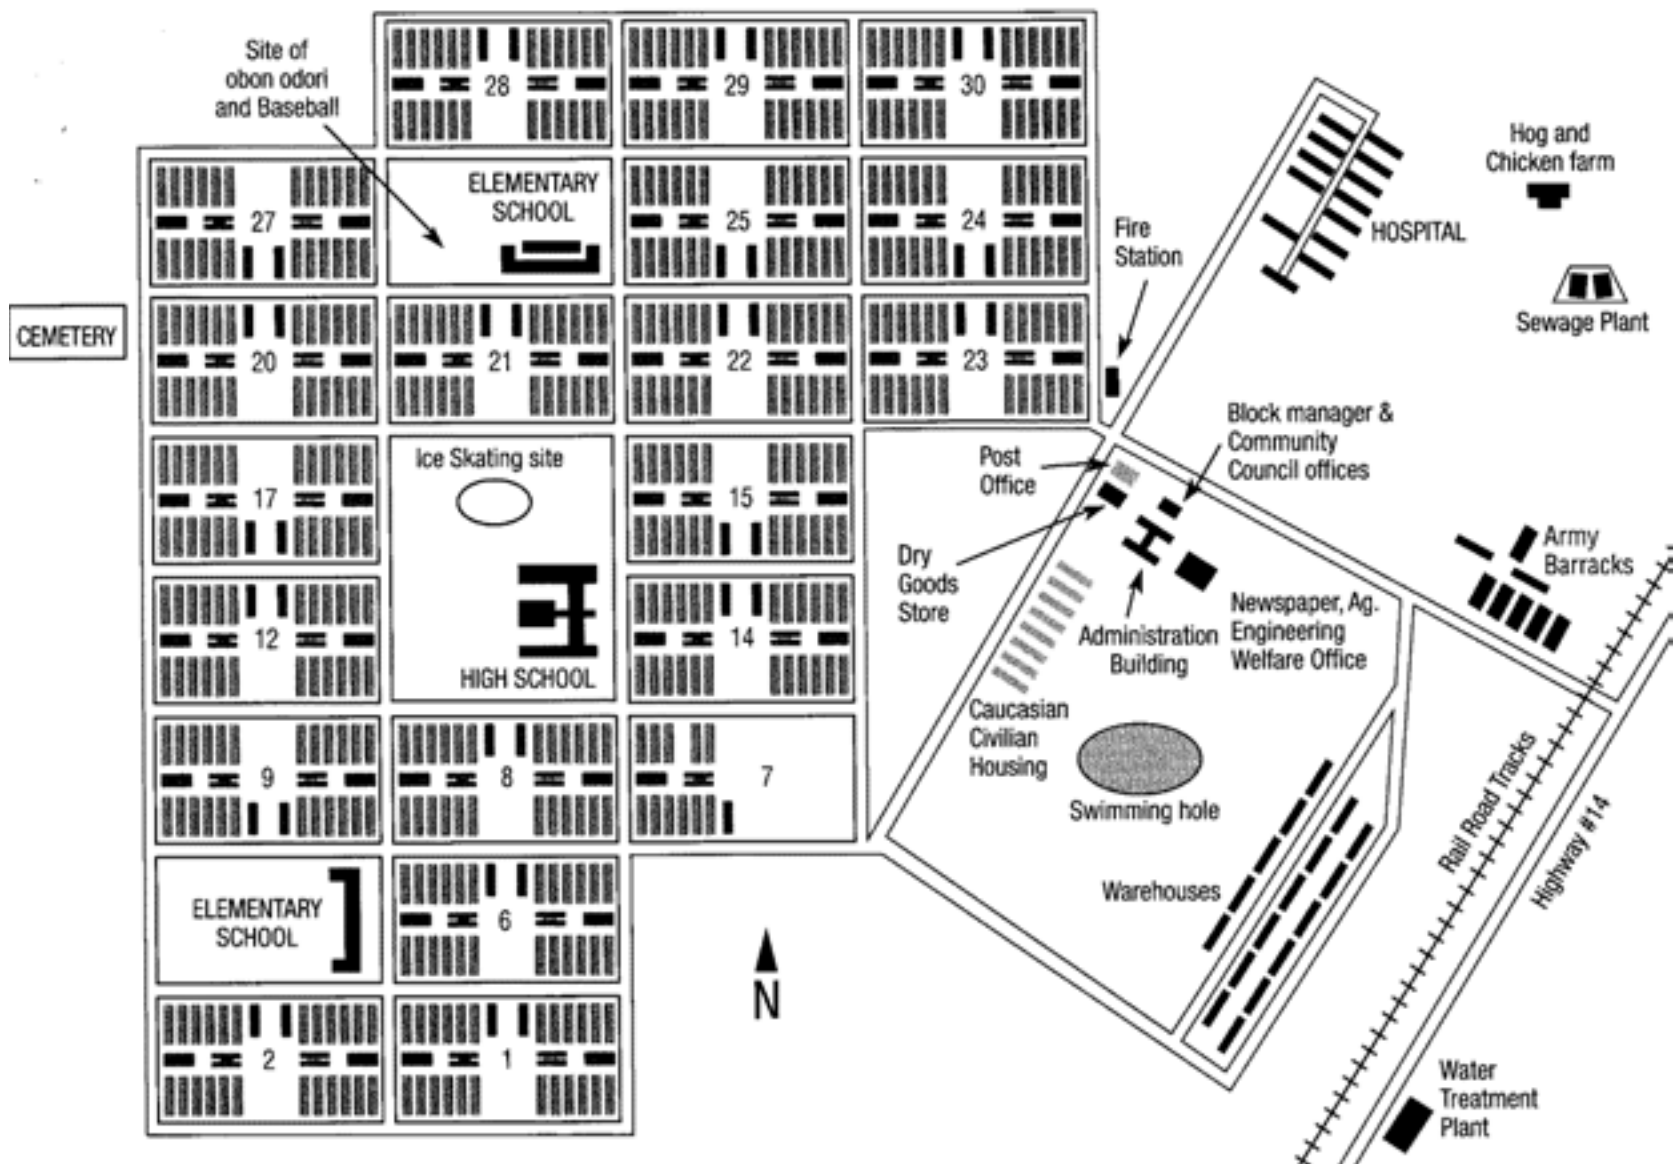 Site of
obon odori
and Baseball
28
29
30
27
ELEMENTARY
SCHOOL
25
24
Fire
Station
HOSPITAL
Hog and
Chicken farm
Sewage Plant
CEMETERY
20
21
22
23
Block manager &
Community
Council offices
17
Ice Skating site
15
Post
Office
Dry
Goods
Store
Army
Barracks
12
HIGH SCHOOL
14
Administration
Building
Newspaper, Ag.
Engineering
Welfare Office
Caucasian
Civilian
Housing
9
8
7
Swimming hole
Rail Road Tracks
Highway #14
Warehouses
ELEMENTARY
SCHOOL
6
N
2
1
Water
Treatment
Plant